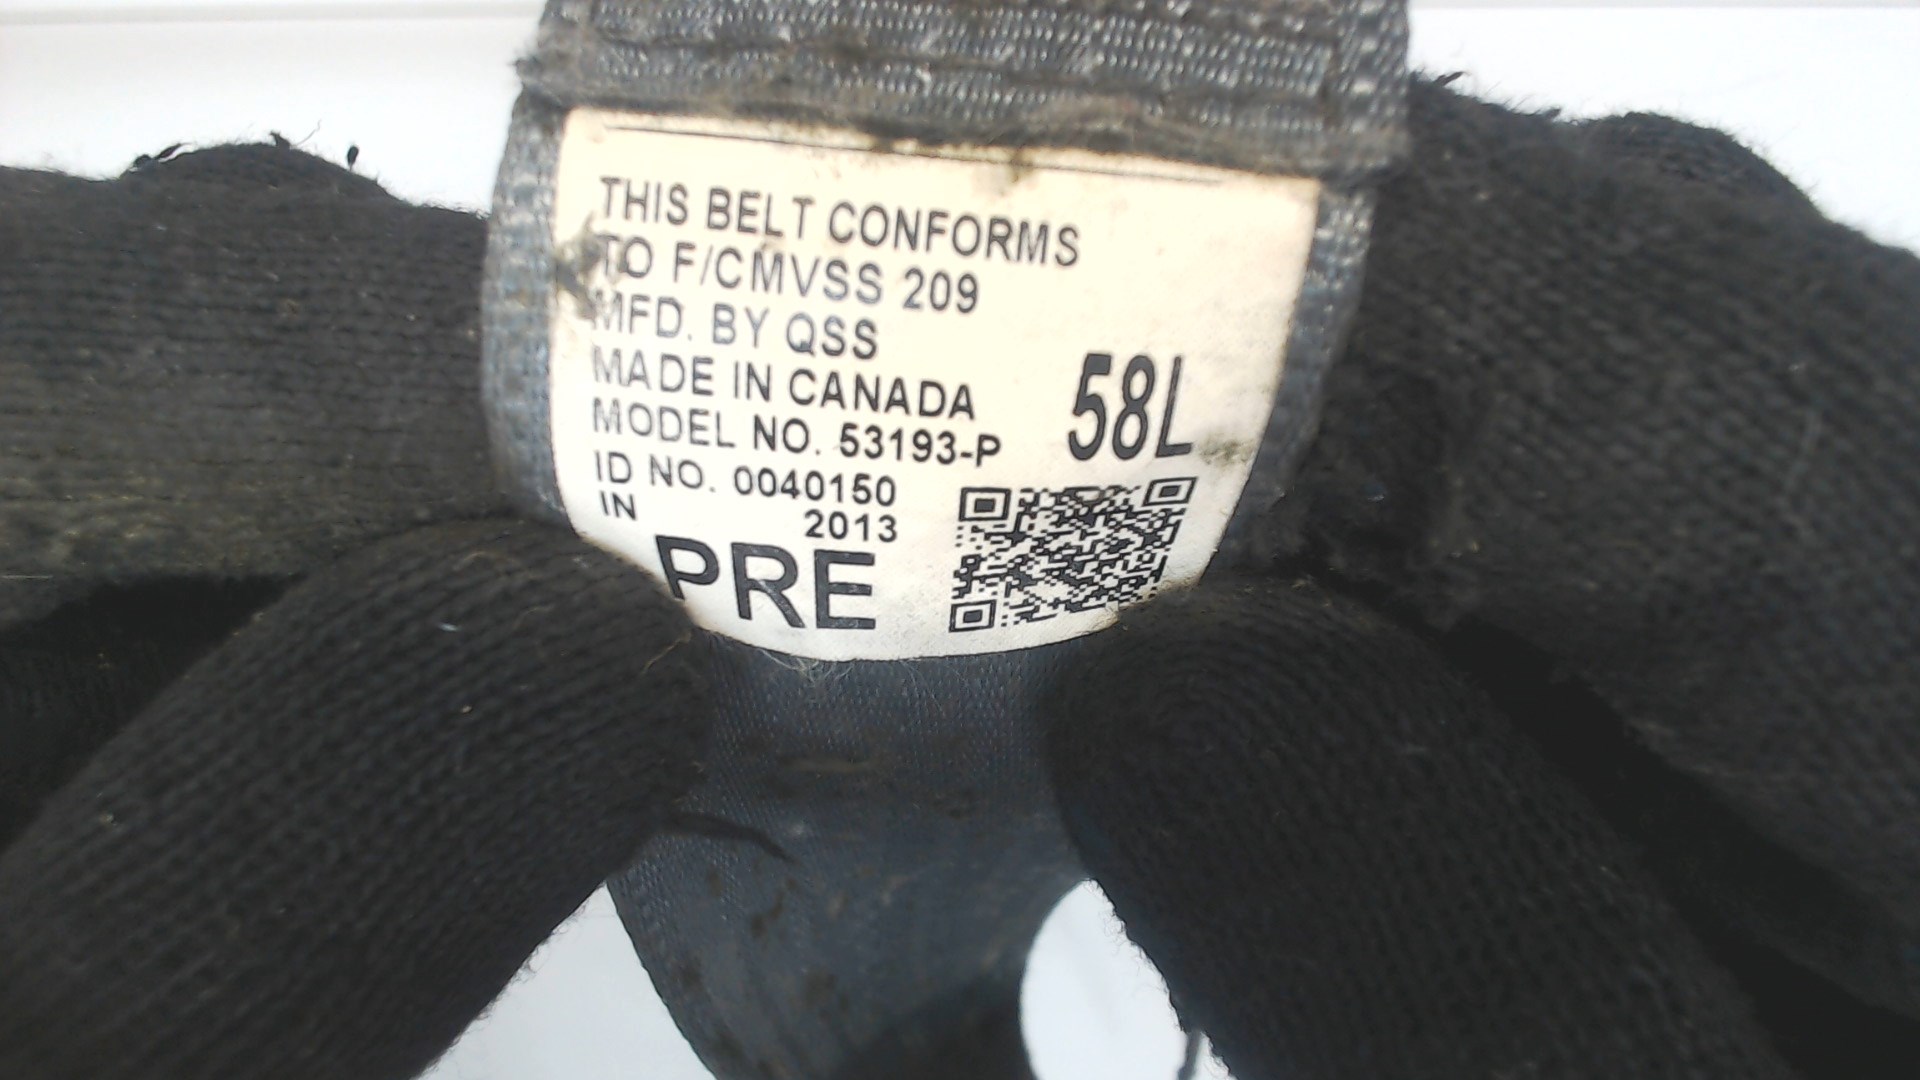 THIS BELT CONFORMS
TO F/CMVSS 209
MFD. BY QSS
MADE IN CANADA
MODEL NO. 53193-P
58L
ID NO. 0040150
IN 2013
PRE